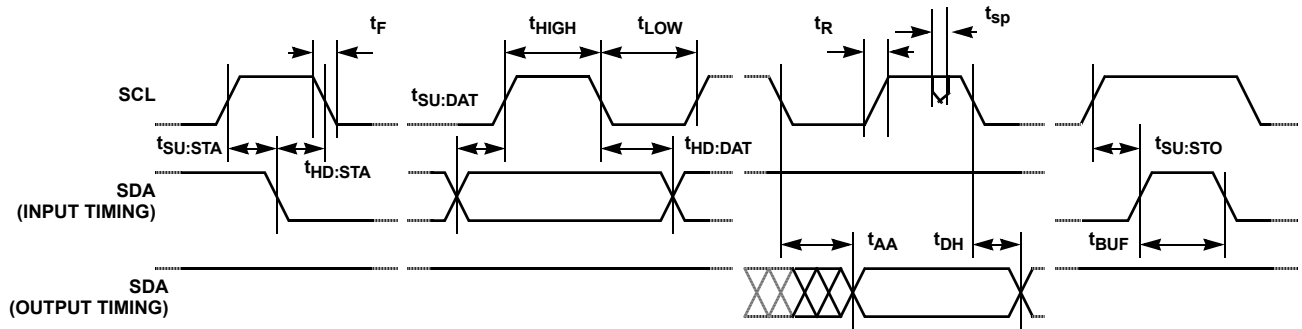 tF
tHIGH
tLOW
tR
tsp
SCL
tSU:DAT
tSU:STA
tHD:STA
tHD:DAT
tSU:STO
SDA
(INPUT TIMING)
tAA
tDH
tBUF
SDA
(OUTPUT TIMING)